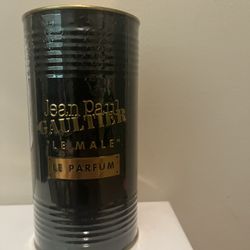 Jean Paul
GAULTIER
"LE MALE"
LE PARFUM